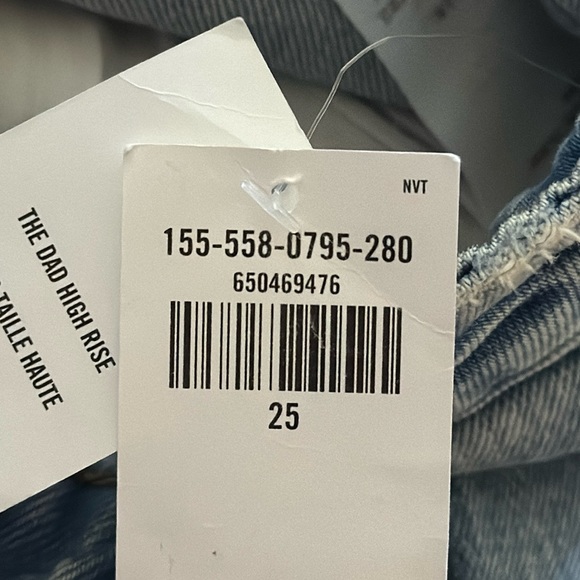 NVT
155-558-0795-280
650469476
25
THE DAD HIGH RISE
TAILLE HAUTE